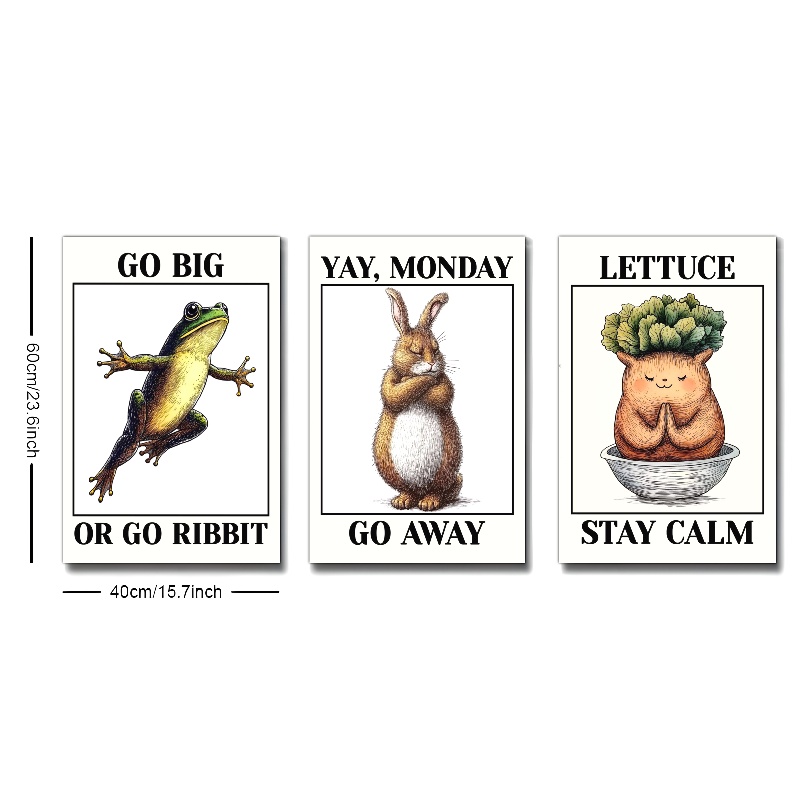 GO BIG
OR GO RIBBIT
YAY, MONDAY
GO AWAY
LETTUCE
STAY CALM
60cm/23.6inch
40cm/15.7inch